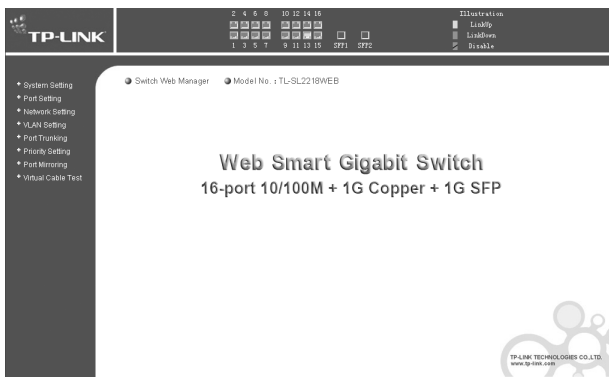 TP-LINK
2 4 6 8 10 12 14 16
1 3 5 7 9 11 13 15 SFP1 SFP2
Illustration
LinkUp
LinkDown
Disable
System Setting
Port Setting
Network Setting
VLAN Setting
Port Trunking
Priority Setting
Port Mirroring
Virtual Cable Test
Switch Web Manager Model No. : TL-SL2218WEB
Web Smart Gigabit Switch
16-port 10/100M + 1G Copper + 1G SFP
TP-LINK TECHNOLOGIES CO.,LTD.
www.tp-link.com